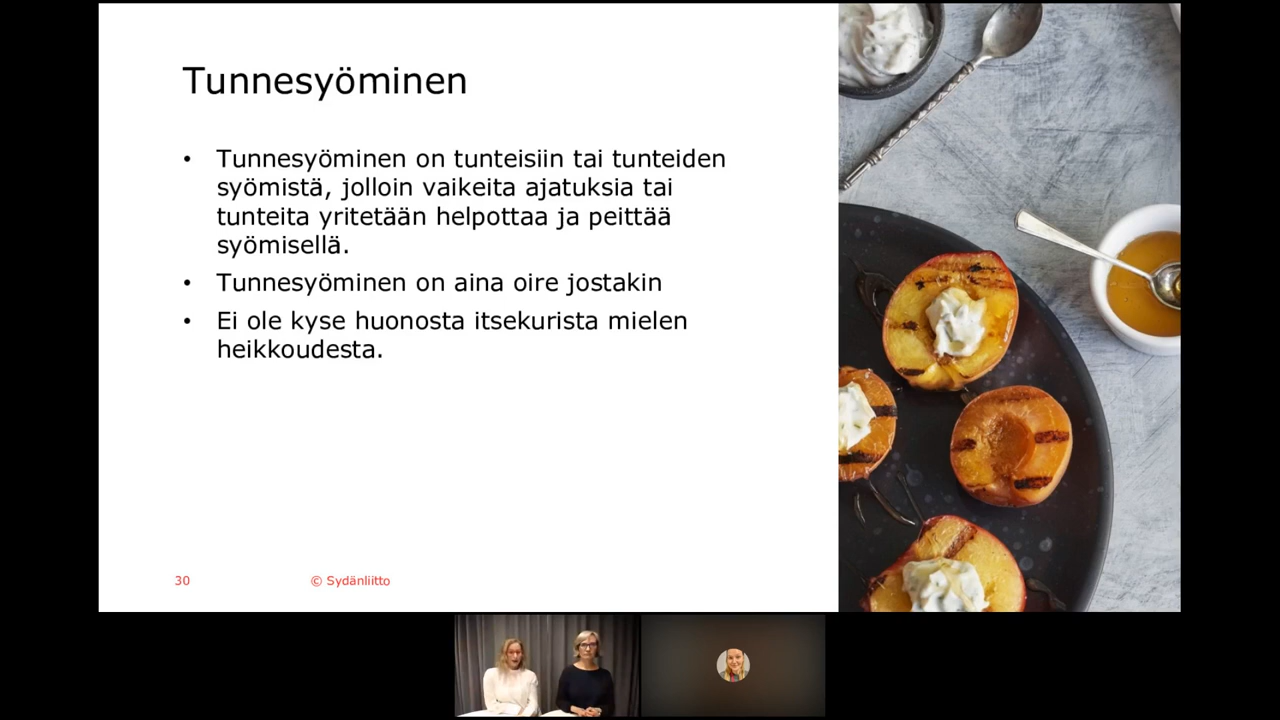 Tunnesyöminen
• Tunnesyöminen on tunteisiin tai tunteiden
syömistä, jolloin vaikeita ajatuksia tai
tunteita yritetään helpottaa ja peittää
syömisellä.
• Tunnesyöminen on aina oire jostakin
• Ei ole kyse huonosta itsekurista mielen
heikkoudesta.
30
© Sydänliitto